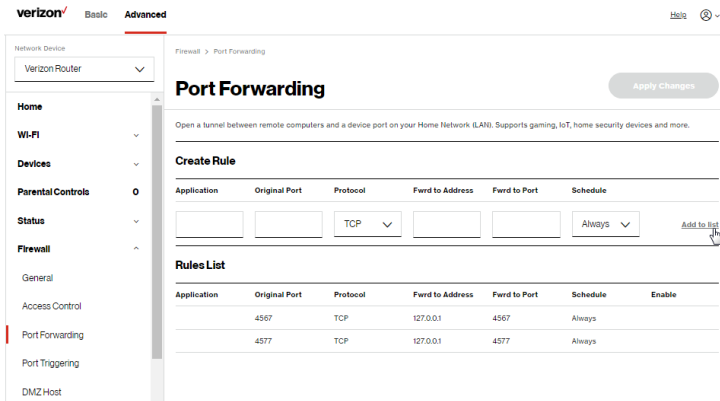 verizon Basic Advanced Help
Network Device
Verizon Router
Home
Wi-Fi
Devices
Parental Controls 0
Status
Firewall
General
Access Control
Port Forwarding
Port Triggering
DMZ Host
Firewall > Port Forwarding
Port Forwarding Apply Changes
Open a tunnel between remote computers and a device port on your Home Network (LAN). Supports gaming, IoT, home security devices and more.
Create Rule
Application Original Port Protocol Fwrd to Address Fwrd to Port Schedule
TCP Always Add to list
Rules List
Application Original Port Protocol Fwrd to Address Fwrd to Port Schedule Enable
4567 TCP 127.0.0.1 4567 Always
4577 TCP 127.0.0.1 4577 Always